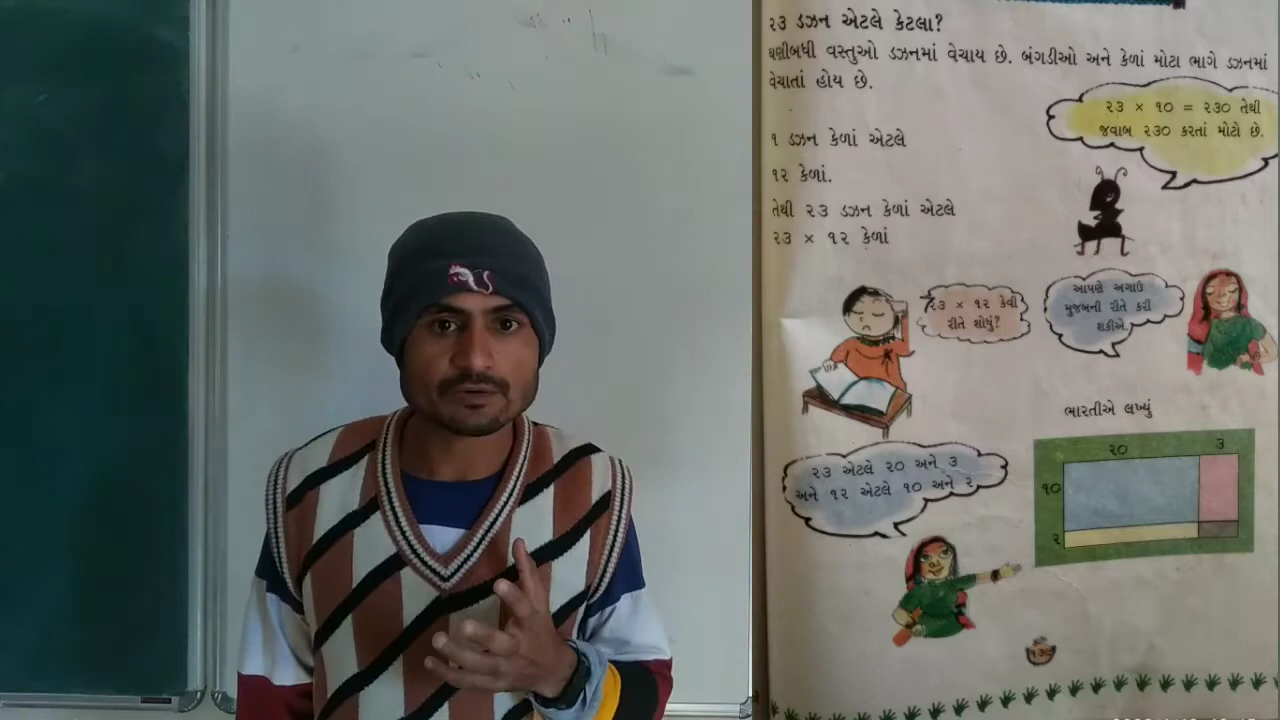 ૨૩ ડઝન એટલે કેટલા?
ઘણીબધી વસ્તુઓ ડઝનમાં વેચાય છે. બંગડીઓ અને કેળાં મોટા ભાગે ડઝનમાં
વેચાતાં હોય છે.
૨૩ × ૧૦ = ૨૩૦ તેથી
જવાબ ૨૩૦ કરતાં મોટો છે.
૧ ડઝન કેળાં એટલે
૧૨ કેળાં.
તેથી ૨૩ ડઝન કેળાં એટલે
૨૩ × ૧૨ કેળાં
૨૩ × ૧૨ કેવી
રીતે શોધું?
આપણે અગાઉ
મુજબની રીતે કરી
શકીએ.
ભારતીએ લખ્યું
૨૩ એટલે ૨૦ અને ૩
અને ૧૨ એટલે ૧૦ અને ૨
૨૦ ૩
૧૦
૨